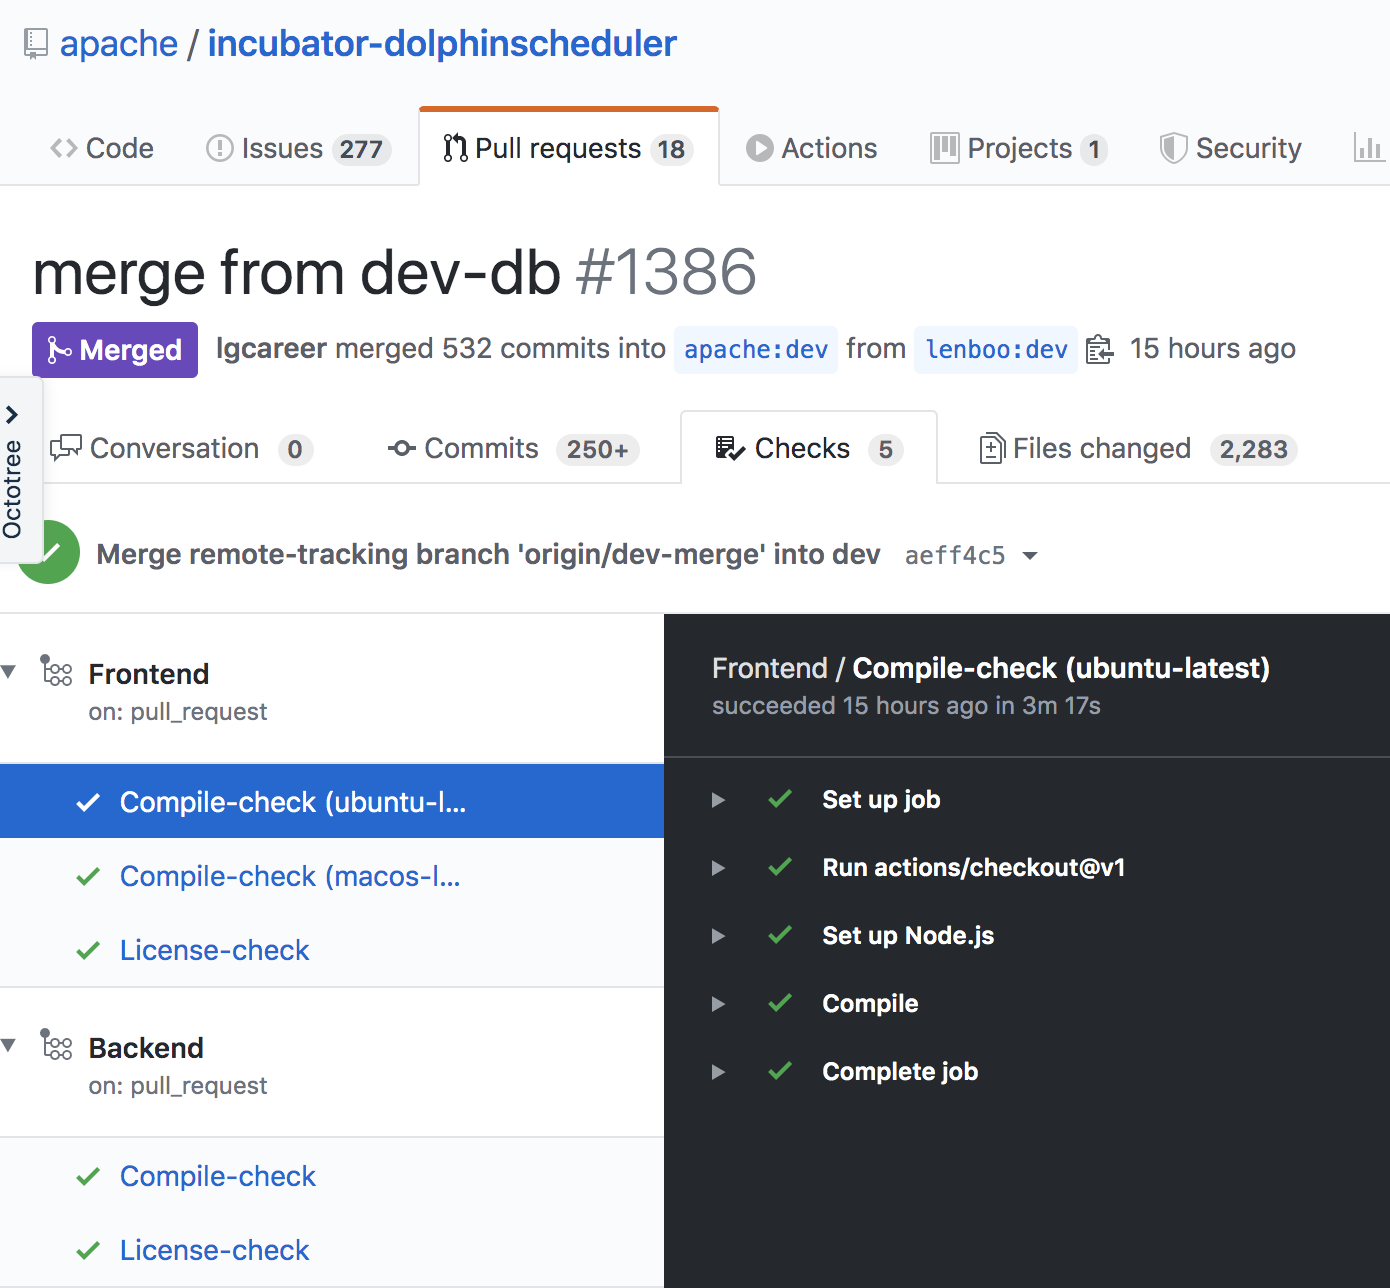 apache / incubator-dolphinscheduler
Code Issues 277 Pull requests 18 Actions Projects 1 Security
merge from dev-db #1386
Merged lgcareer merged 532 commits into apache:dev from lenboo:dev 15 hours ago
Octotree
Conversation 0 Commits 250+ Checks 5 Files changed 2,283
Merge remote-tracking branch 'origin/dev-merge' into dev aeff4c5
Frontend
on: pull_request
Compile-check (ubuntu-l...
Compile-check (macos-l...
License-check
Backend
on: pull_request
Compile-check
License-check
Frontend / Compile-check (ubuntu-latest)
succeeded 15 hours ago in 3m 17s
Set up job
Run actions/checkout@v1
Set up Node.js
Compile
Complete job